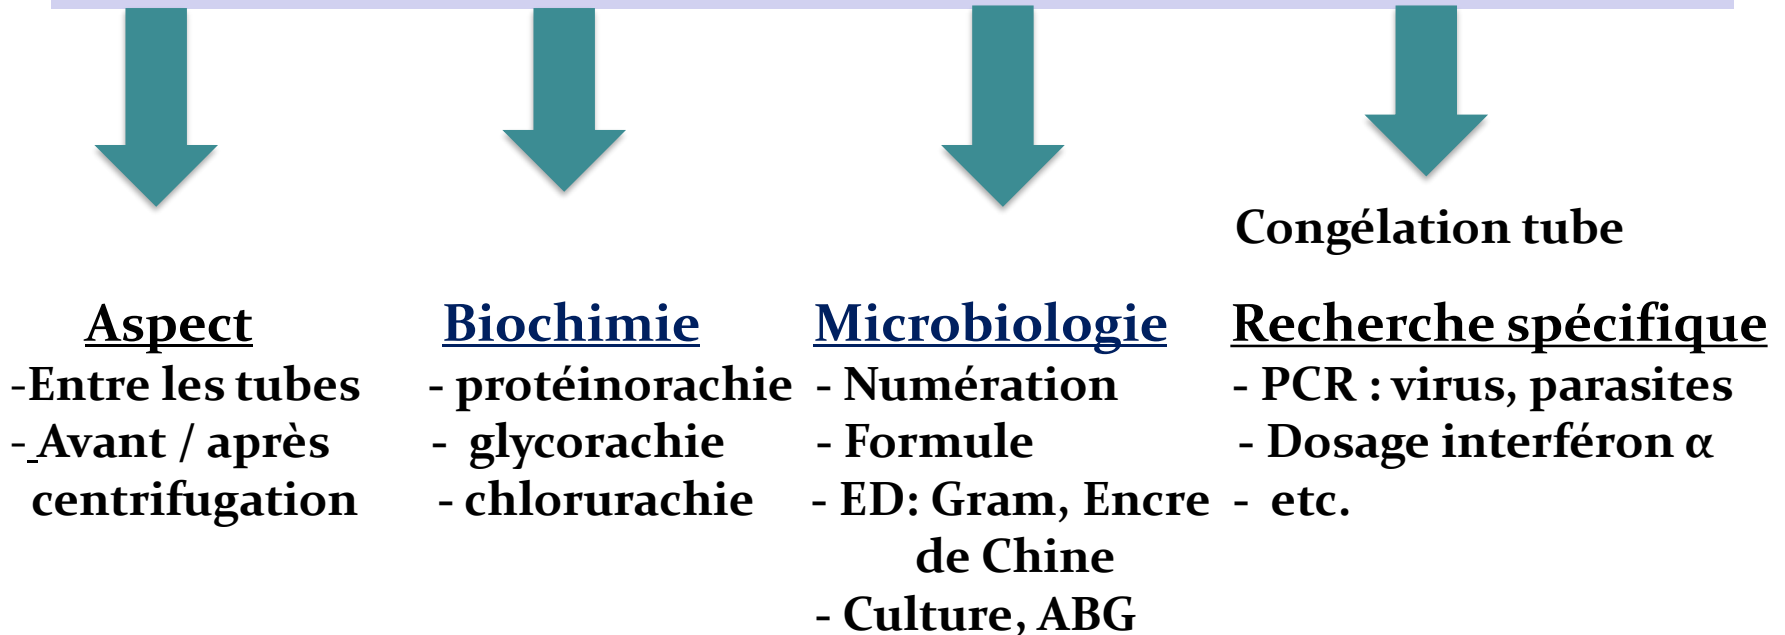 Aspect
-Entre les tubes
- Avant / après
centrifugation
Biochimie
- protéinorachie
- glycorachie
- chlorurachie
Microbiologie
- Numération
- Formule
- ED: Gram, Encre
de Chine
- Culture, ABG
Congélation tube
Recherche spécifique
- PCR : virus, parasites
- Dosage interféron α
- etc.